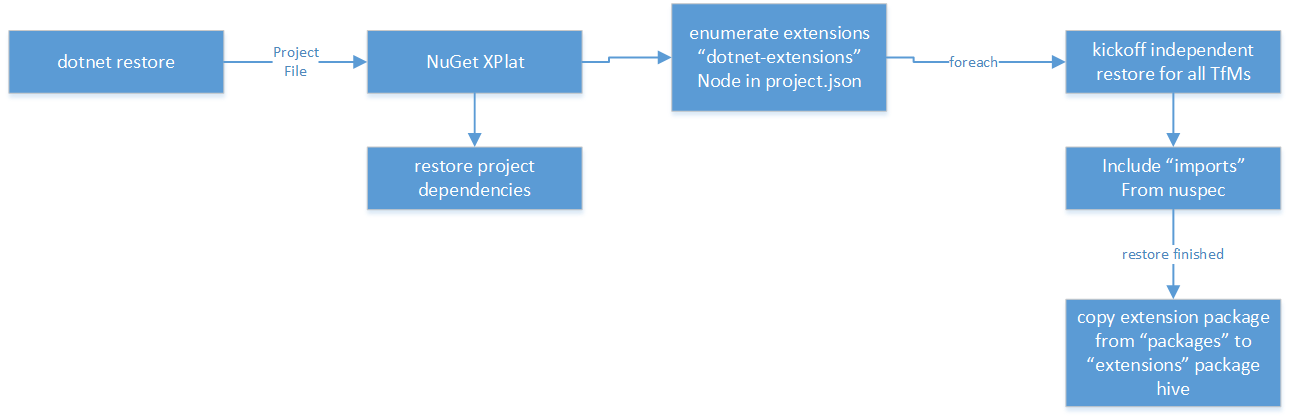 dotnet restore
Project
File
NuGet XPlat
enumerate extensions
“dotnet-extensions”
Node in project.json
foreach
kickoff independent
restore for all TfMs
restore project
dependencies
Include “imports”
From nuspec
restore finished
copy extension package
from “packages” to
“extensions” package
hive